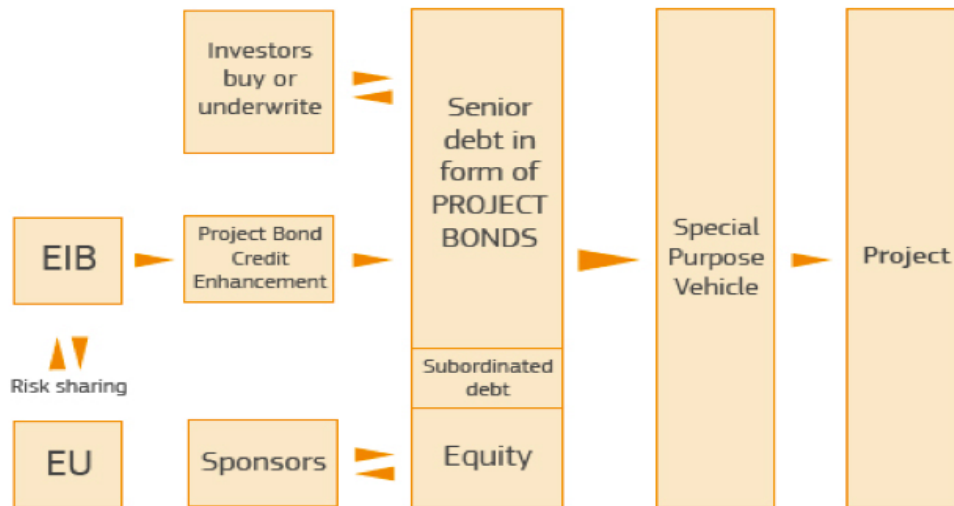 Investors
buy or
underwrite
Senior
debt in
form of
PROJECT
BONDS
EIB
Project Bond
Credit
Enhancement
Special
Purpose
Vehicle
Project
Risk sharing
Subordinated
debt
EU
Sponsors
Equity